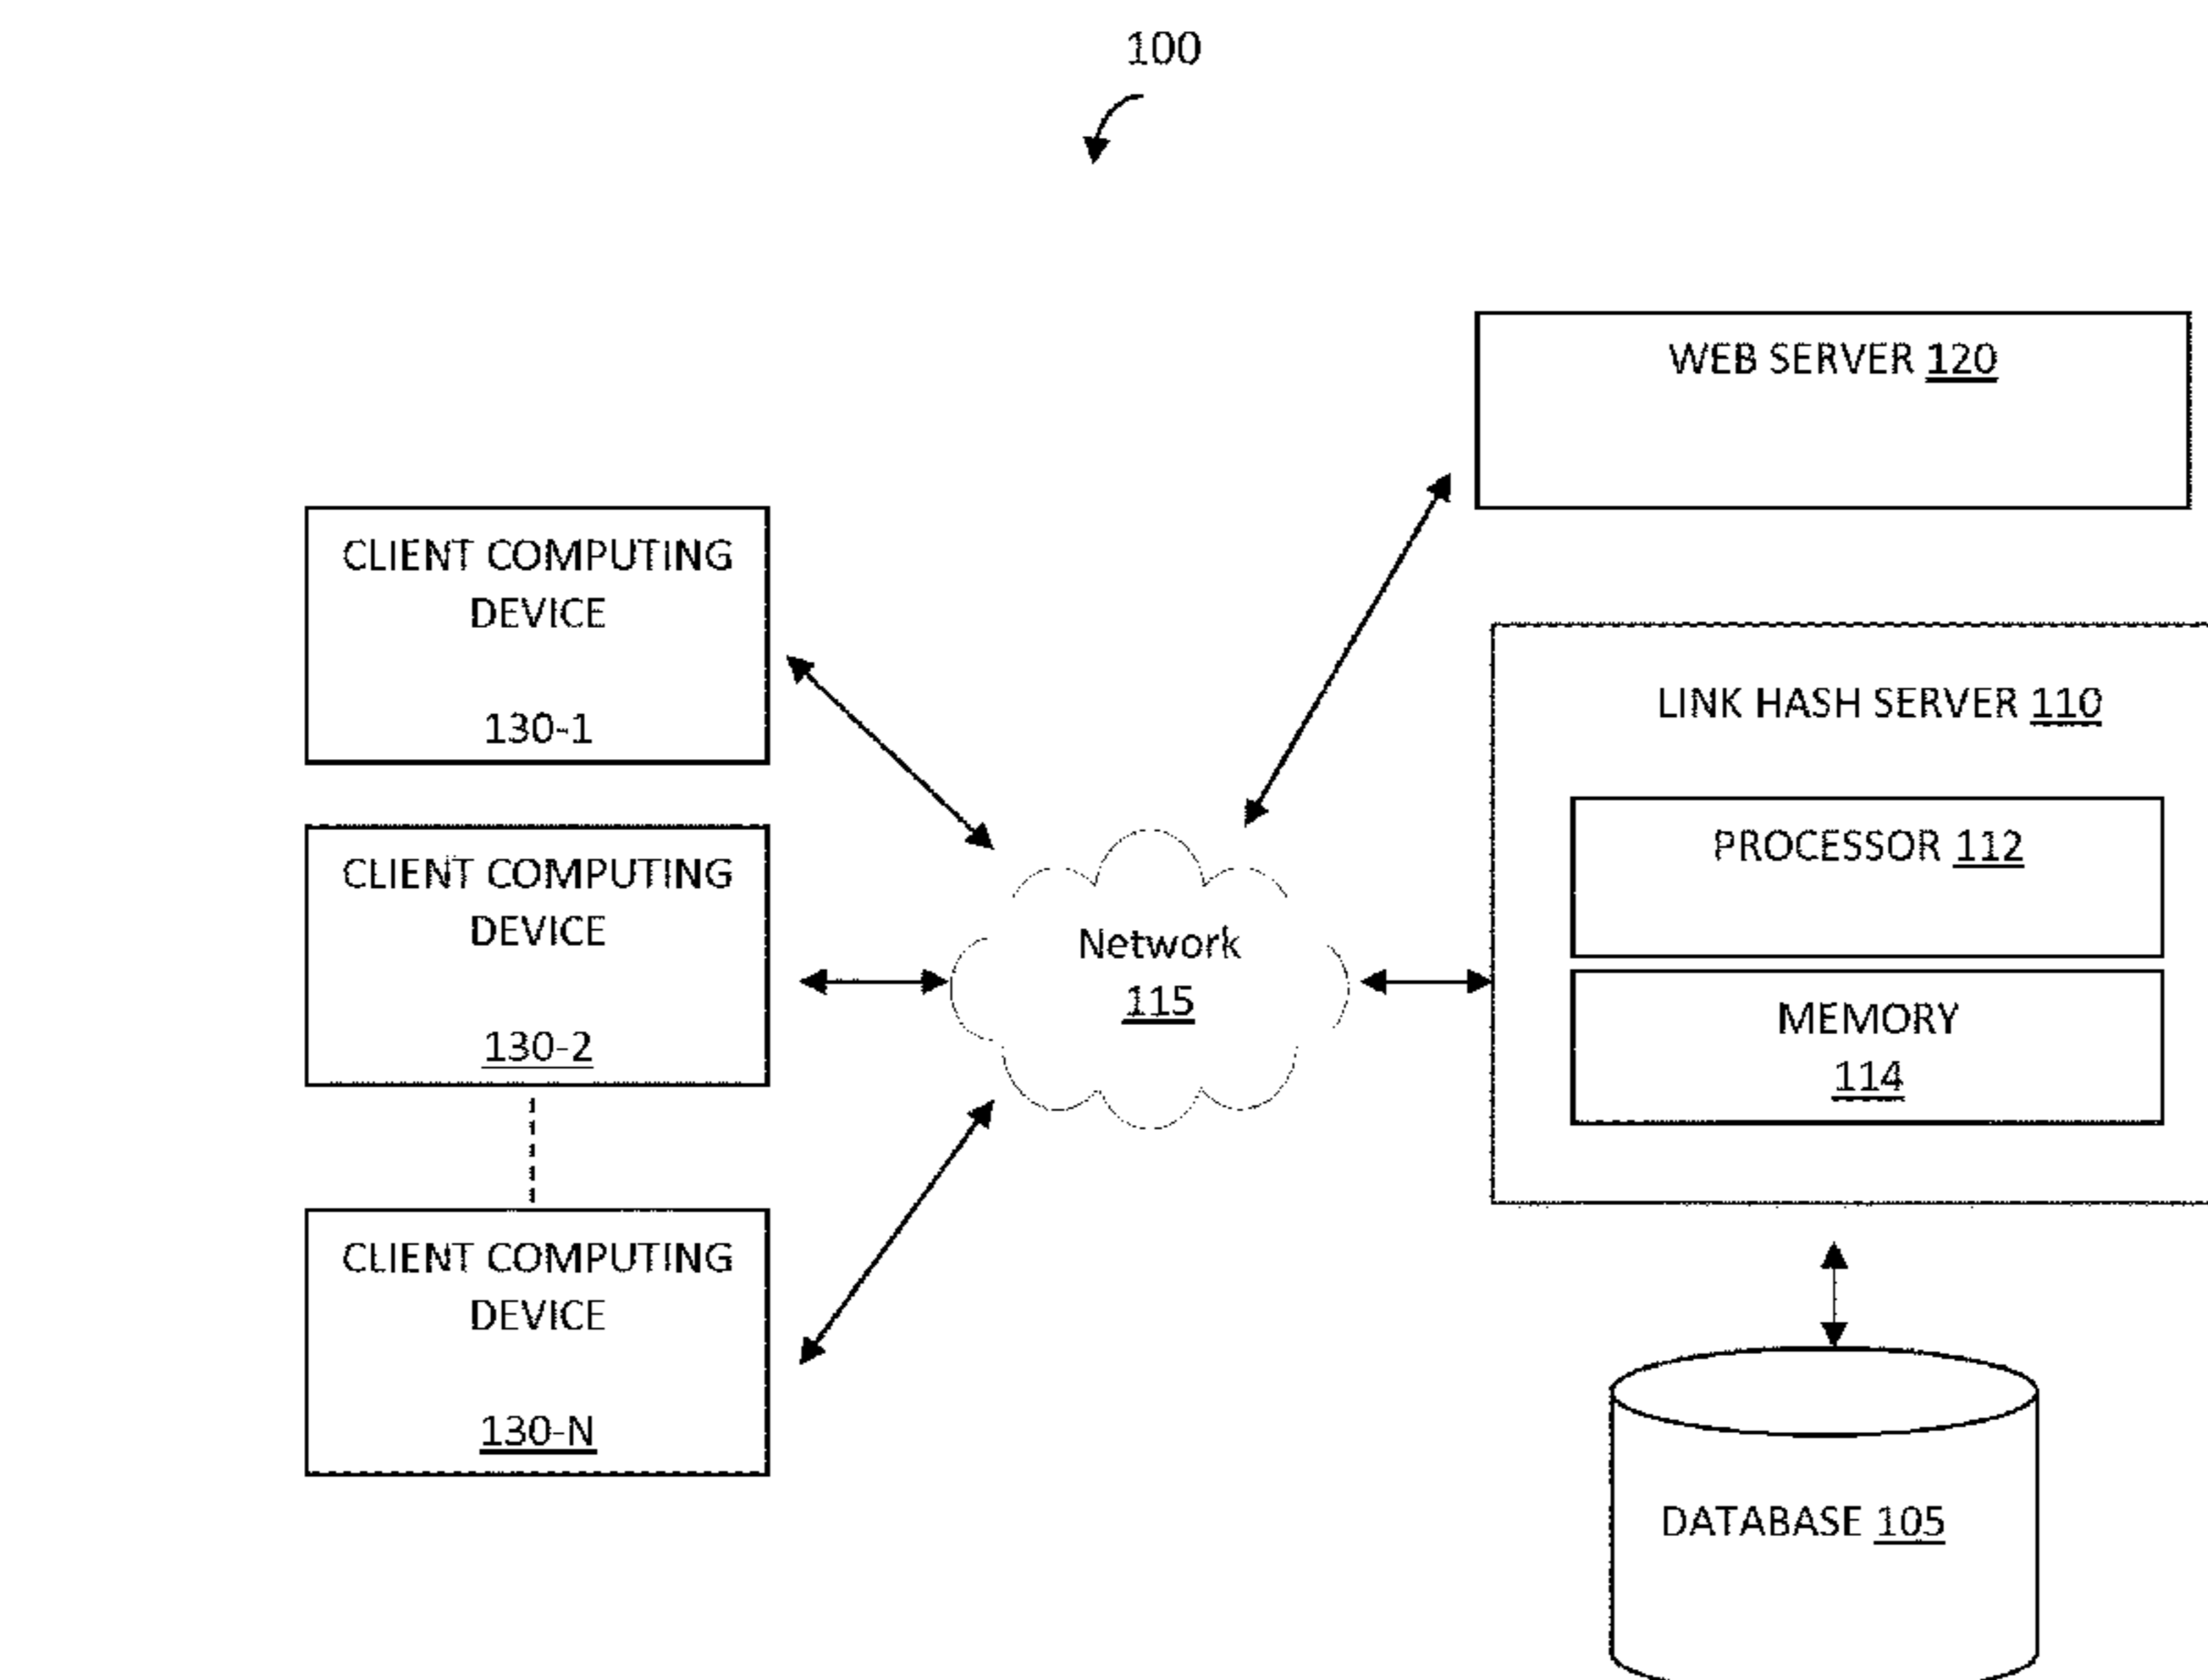 100
WEB SERVER 120
CLIENT COMPUTING
DEVICE
130-1
LINK HASH SERVER 110
PROCESSOR 112
MEMORY
114
CLIENT COMPUTING
DEVICE
130-2
Network
115
CLIENT COMPUTING
DEVICE
130-N
DATABASE 105